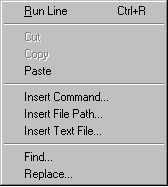 Run Line Ctrl+R
Cut
Copy
Paste
Insert Command...
Insert File Path...
Insert Text File...
Find...
Replace...